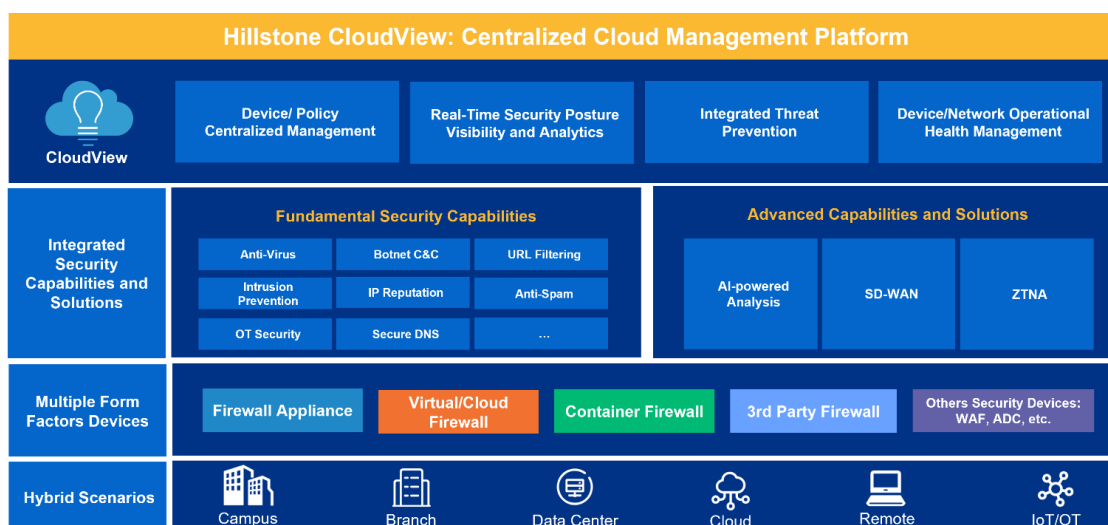 Hillstone CloudView: Centralized Cloud Management Platform
CloudView
Device/ Policy
Centralized Management
Real-Time Security Posture
Visibility and Analytics
Integrated Threat
Prevention
Device/Network Operational
Health Management
Integrated
Security
Capabilities and
Solutions
Fundamental Security Capabilities
Anti-Virus
Botnet C&C
URL Filtering
Intrusion
Prevention
IP Reputation
Anti-Spam
OT Security
Secure DNS
...
Advanced Capabilities and Solutions
AI-powered
Analysis
SD-WAN
ZTNA
Multiple Form
Factors Devices
Firewall Appliance
Virtual/Cloud
Firewall
Container Firewall
3rd Party Firewall
Others Security Devices:
WAF, ADC, etc.
Hybrid Scenarios
Campus
Branch
Data Center
Cloud
Remote
IoT/OT